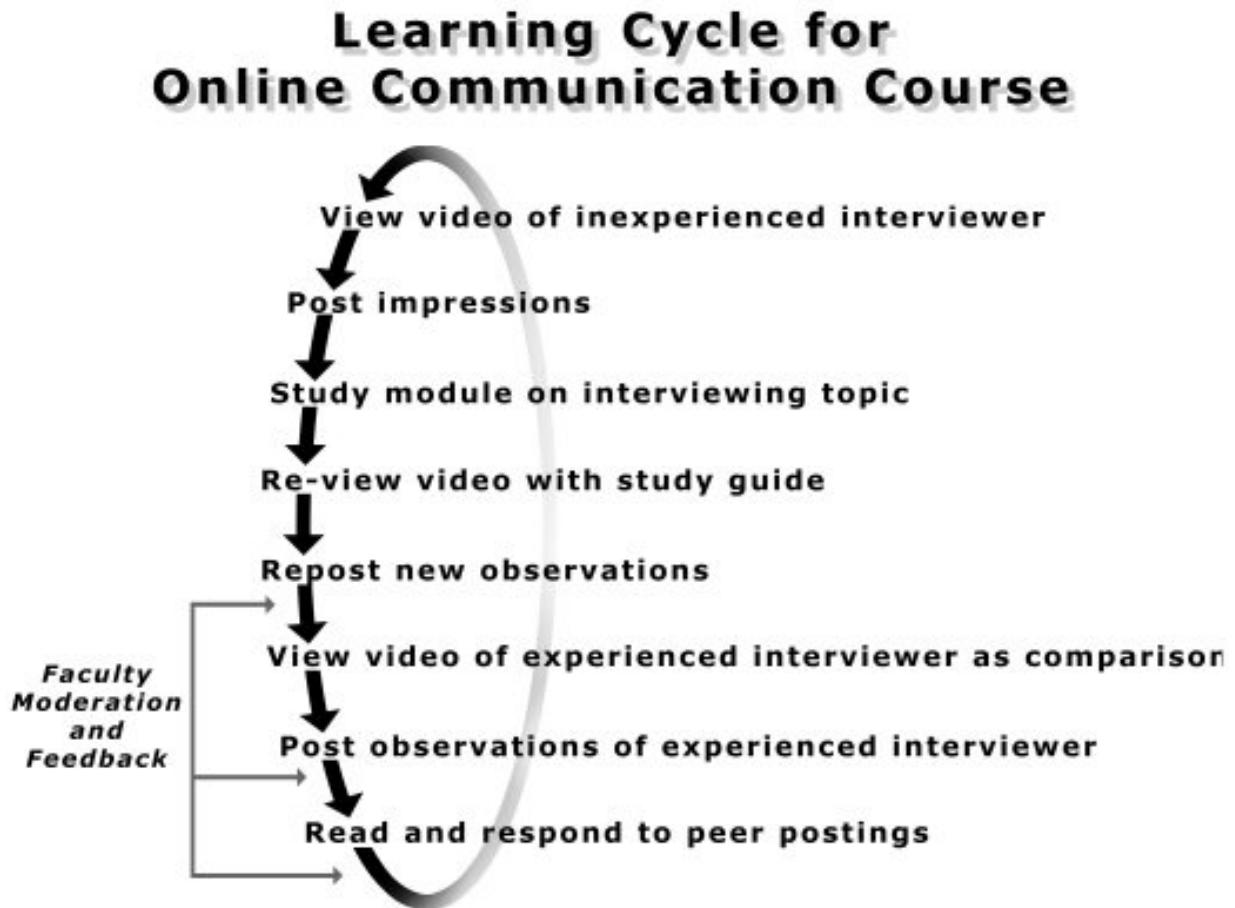 Learning Cycle for
Online Communication Course
View video of inexperienced interviewer
Post impressions
Study module on interviewing topic
Re-view video with study guide
Repost new observations
View video of experienced interviewer as comparison
Post observations of experienced interviewer
Read and respond to peer postings
Faculty
Moderation
and
Feedback